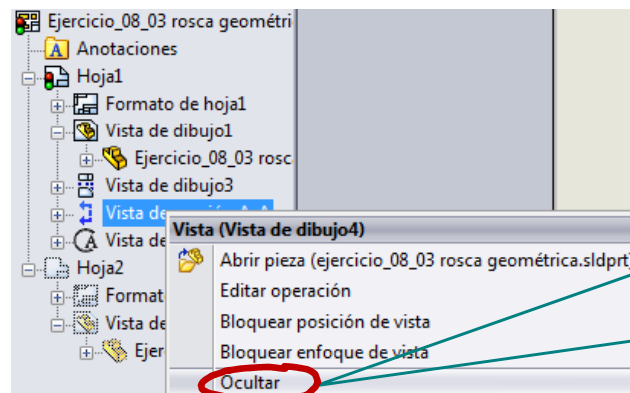 Ejercicio_08_03 rosca geométri
Anotaciones
Hoja1
Formato de hoja1
Vista de dibujo1
Ejercicio_08_03 rosc
Vista de dibujo3
Vista de
Vista de
Hoja2
Format
Vista de
Ejer
Vista (Vista de dibujo4)
Abrir pieza (ejercicio_08_03 rosca geométrica.sldprt)
Editar operación
Bloquear posición de vista
Bloquear enfoque de vista
Ocultar